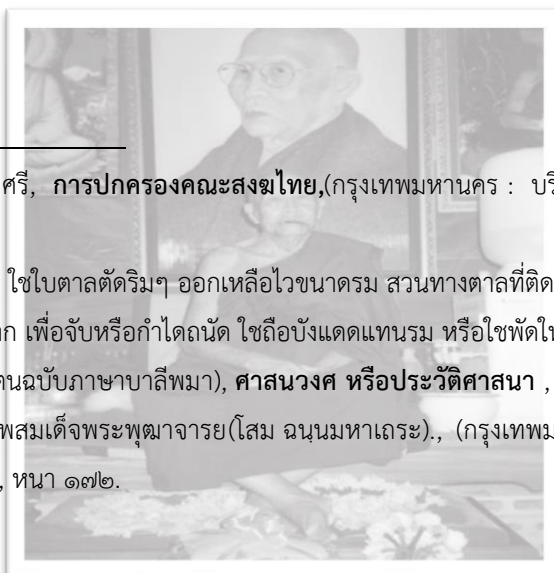 ศรี, การปกครองคณะสงฆไทย,(กรุงเทพมหานคร : บริ
ใชใบตาลตัดริมๆ ออกเหลือไวขนาดรม สวนทางตาลที่ติด
เพื่อจับหรือกําไดถนัด ใชถือบังแดดแทนรม หรือใชพัดใน
นฉบับภาษาบาลีพมา), ศาสนวงศ หรือประวัติศาสนา ,
พสมเด็จพระพุฒาจารย(โสม ฉนฺนมหาเถระ)., (กรุงเทพม
, หนา ๑๗๒.